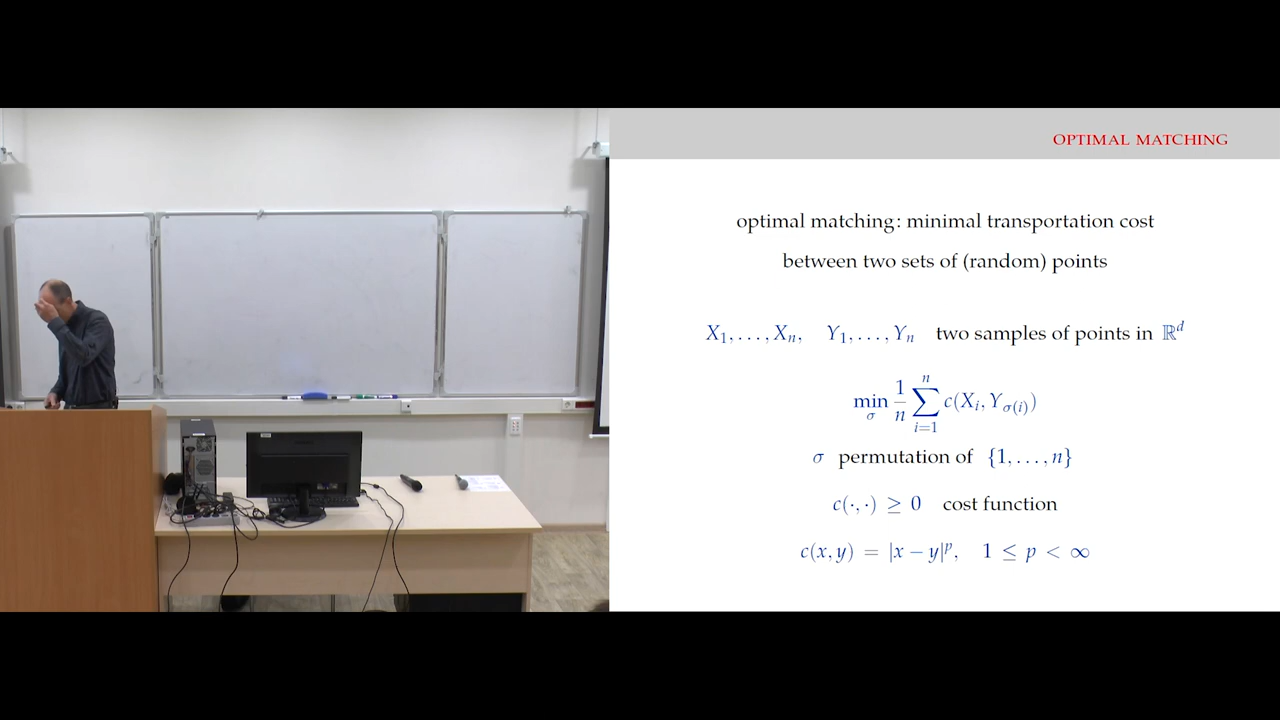 OPTIMAL MATCHING
optimal matching: minimal transportation cost
between two sets of (random) points
X₁, . . . , Xₙ, Y₁, . . . , Yₙ two samples of points in ℝᵈ
min_σ 1/n ∑_{i=1}^{n} c(X_i, Y_{σ(i)})
σ permutation of {1, . . . , n}
c(·, ·) ≥ 0 cost function
c(x, y) = |x − y|ᵖ, 1 ≤ p < ∞